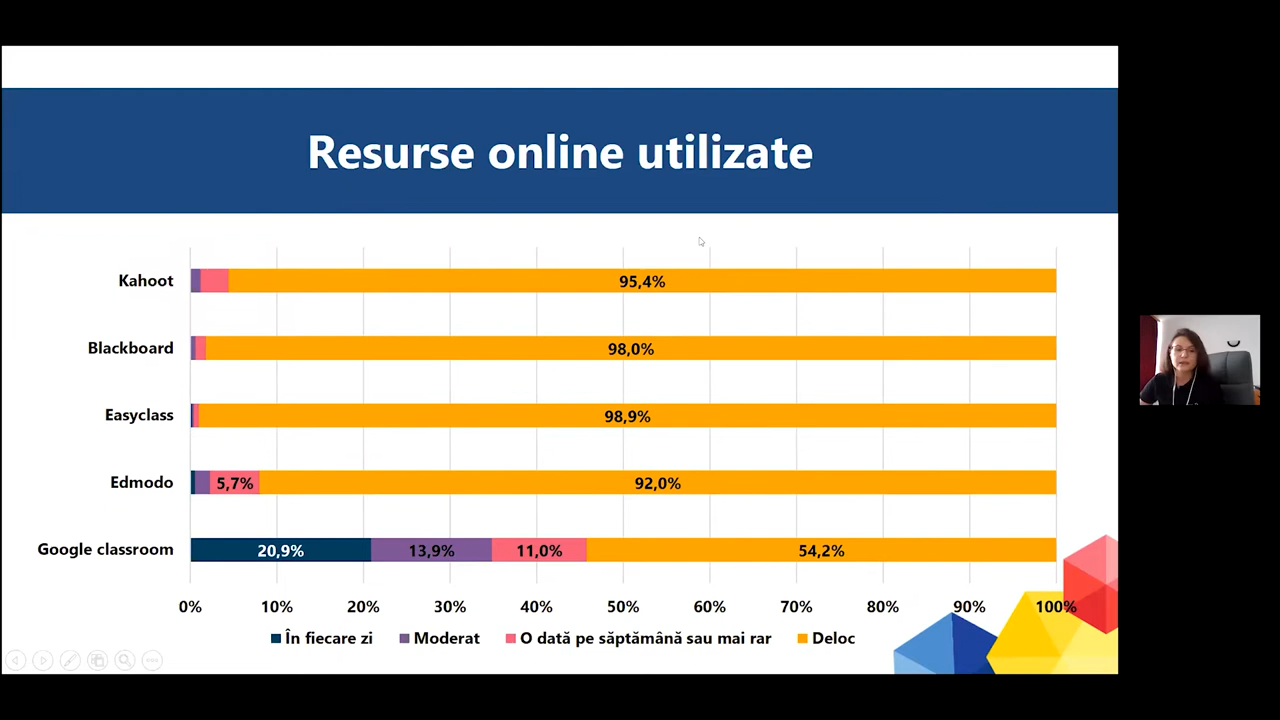 Resurse online utilizate
Kahoot 95,4%
Blackboard 98,0%
Easyclass 98,9%
Edmodo 5,7% 92,0%
Google classroom 20,9% 13,9% 11,0% 54,2%
0% 10% 20% 30% 40% 50% 60% 70% 80% 90% 100%
În fiecare zi Moderat O dată pe săptămână sau mai rar Deloc